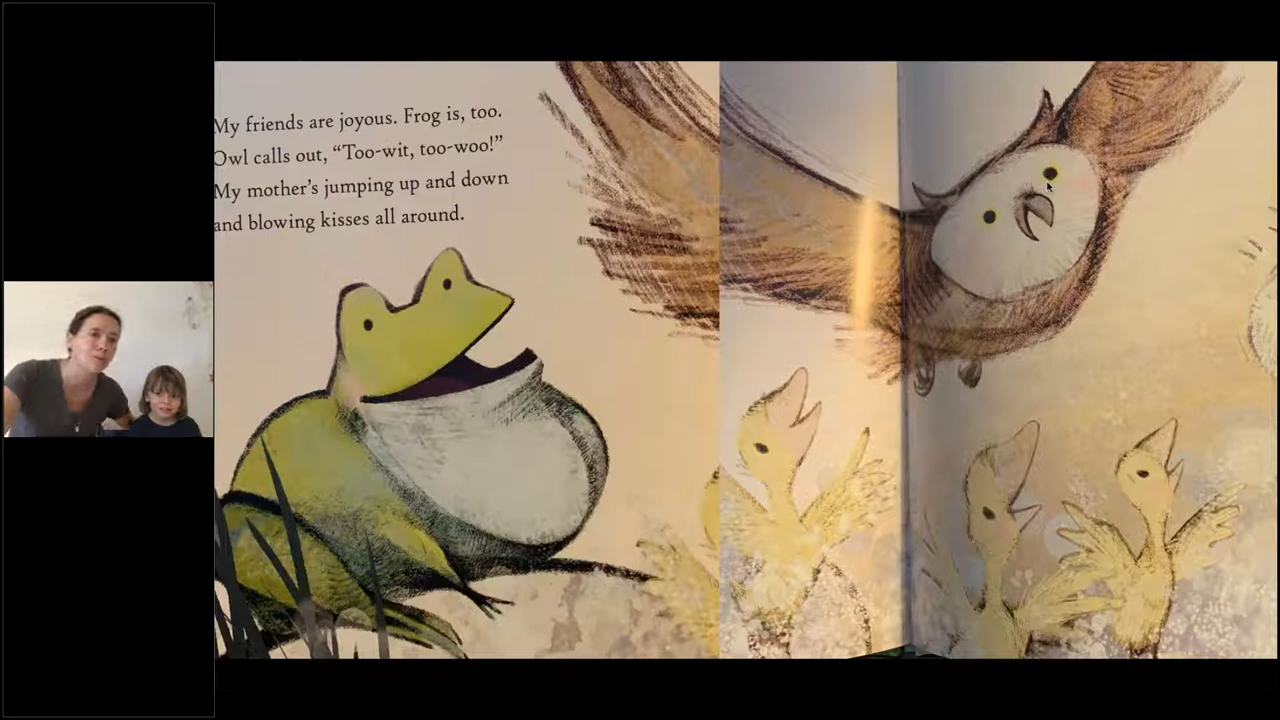 My friends are joyous. Frog is, too.
Owl calls out, “Too-wit, too-woo!”
My mother’s jumping up and down
and blowing kisses all around.